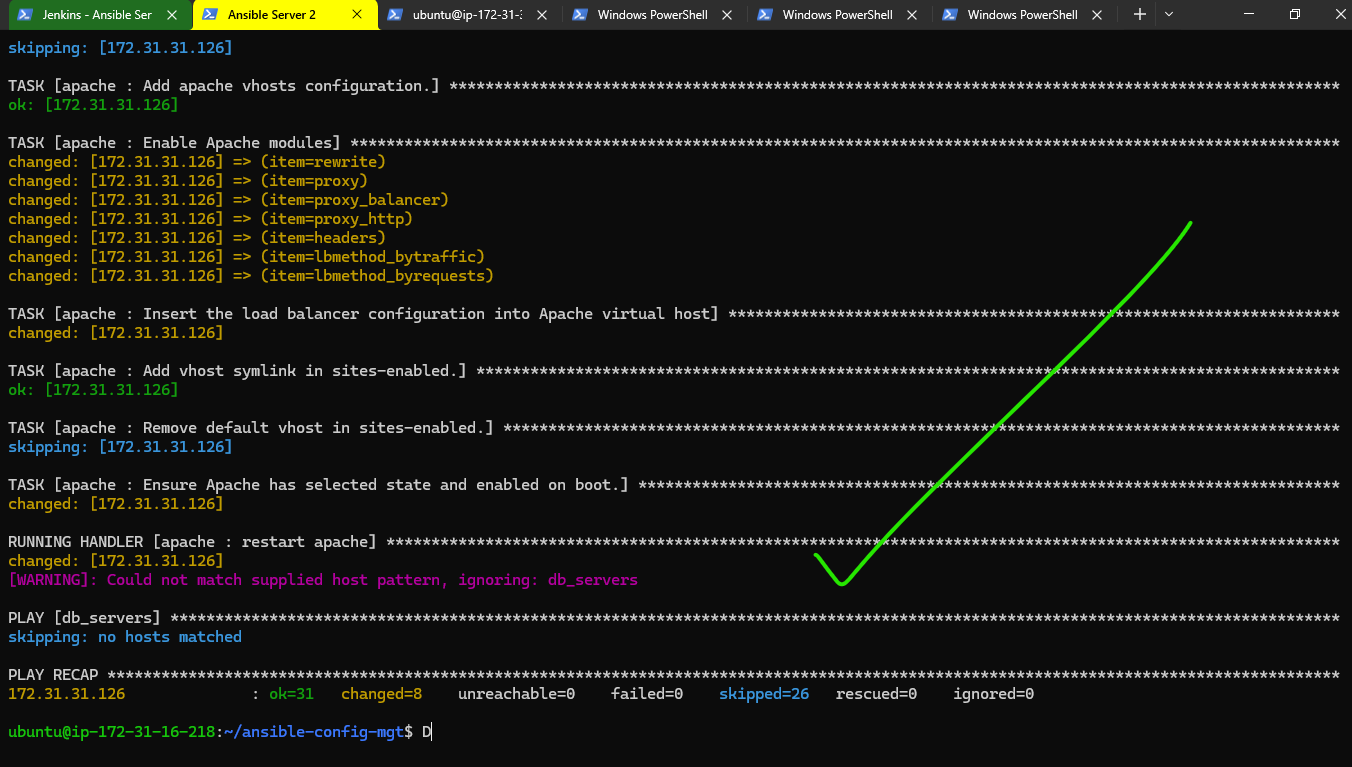 Jenkins - Ansible Ser
Ansible Server 2
ubuntu@ip-172-31-3
Windows PowerShell
Windows PowerShell
Windows PowerShell
skipping: [172.31.31.126]
TASK [apache : Add apache vhosts configuration.] ***************************************************************************************************
ok: [172.31.31.126]
TASK [apache : Enable Apache modules] **************************************************************************************************************
changed: [172.31.31.126] => (item=rewrite)
changed: [172.31.31.126] => (item=proxy)
changed: [172.31.31.126] => (item=proxy_balancer)
changed: [172.31.31.126] => (item=proxy_http)
changed: [172.31.31.126] => (item=headers)
changed: [172.31.31.126] => (item=lbmethod_bytraffic)
changed: [172.31.31.126] => (item=lbmethod_byrequests)
TASK [apache : Insert the load balancer configuration into Apache virtual host] ********************************************************************
changed: [172.31.31.126]
TASK [apache : Add vhost symlink in sites-enabled.] ************************************************************************************************
ok: [172.31.31.126]
TASK [apache : Remove default vhost in sites-enabled.] *********************************************************************************************
skipping: [172.31.31.126]
TASK [apache : Ensure Apache has selected state and enabled on boot.] ******************************************************************************
changed: [172.31.31.126]
RUNNING HANDLER [apache : restart apache] **********************************************************************************************************
changed: [172.31.31.126]
[WARNING]: Could not match supplied host pattern, ignoring: db_servers
PLAY [db_servers] **********************************************************************************************************************************
skipping: no hosts matched
PLAY RECAP *****************************************************************************************************************************************
172.31.31.126 : ok=31 changed=8 unreachable=0 failed=0 skipped=26 rescued=0 ignored=0
ubuntu@ip-172-31-16-218:~/ansible-config-mgt$ D